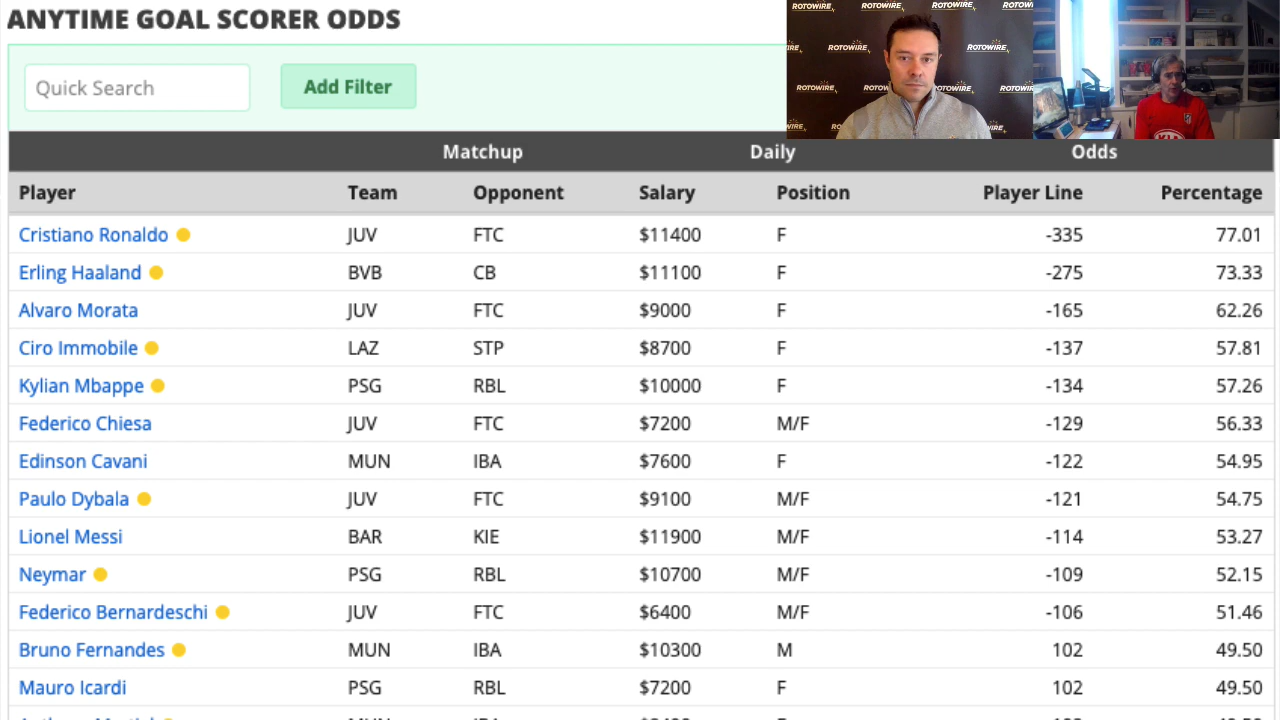 ANYTIME GOAL SCORER ODDS
Quick Search
Add Filter
ROTOWIRE
ROTOWIRE
ROTOWIRE
ROTOWIRE
ROTOWIRE
ROTOWIRE
KIA
Matchup Daily Odds
Player Team Opponent Salary Position Player Line Percentage
Cristiano Ronaldo JUV FTC $11400 F -335 77.01
Erling Haaland BVB CB $11100 F -275 73.33
Alvaro Morata JUV FTC $9000 F -165 62.26
Ciro Immobile LAZ STP $8700 F -137 57.81
Kylian Mbappe PSG RBL $10000 F -134 57.26
Federico Chiesa JUV FTC $7200 M/F -129 56.33
Edinson Cavani MUN IBA $7600 F -122 54.95
Paulo Dybala JUV FTC $9100 M/F -121 54.75
Lionel Messi BAR KIE $11900 M/F -114 53.27
Neymar PSG RBL $10700 M/F -109 52.15
Federico Bernardeschi JUV FTC $6400 M/F -106 51.46
Bruno Fernandes MUN IBA $10300 M 102 49.50
Mauro Icardi PSG RBL $7200 F 102 49.50